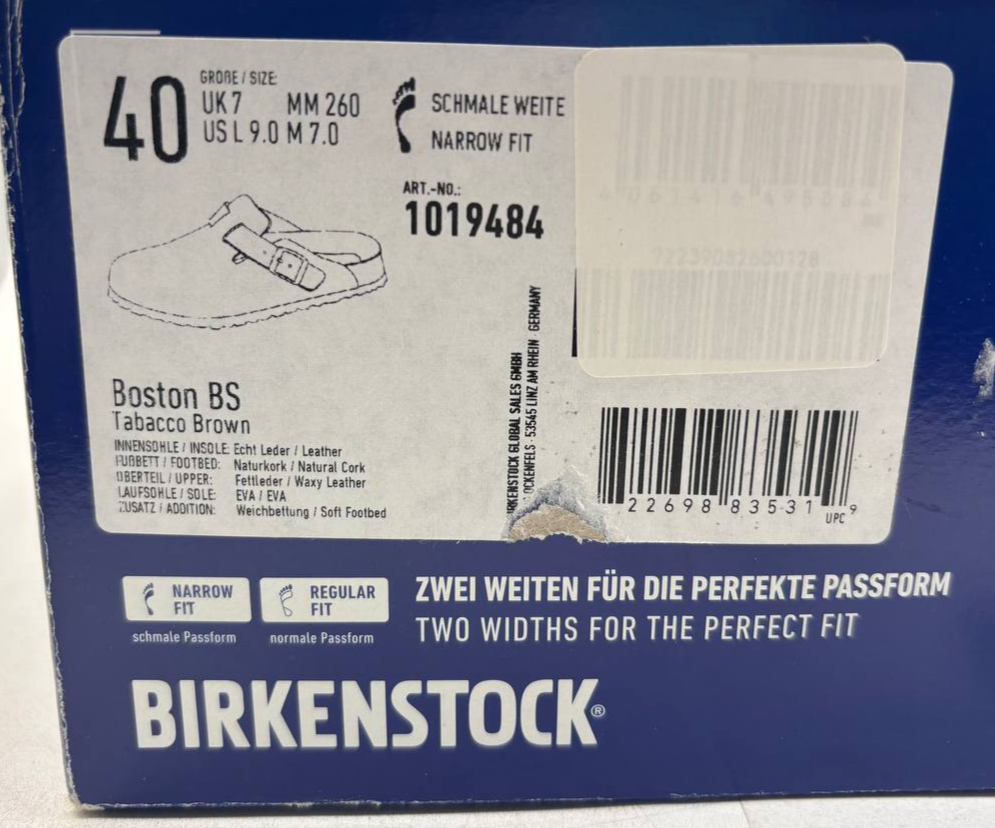 40
GRÖßE / SIZE
UK 7 MM 260
US L 9.0 M 7.0
SCHMALE WEITE
NARROW FIT
ART.-NO.:
1019484
Boston BS
Tabacco Brown
INNENSOHLE / INSOLE: Echt Leder / Leather
FUßBETT / FOOTBED: Naturkork / Natural Cork
OBERTEIL / UPPER: Fettleder / Waxy Leather
LAUFSOHLE / SOLE: EVA / EVA
ZUSATZ / ADDITION: Weichbettung / Soft Footbed
BIRKENSTOCK GLOBAL SALES GMBH
OCKENFELS · 53545 LINZ AM RHEIN GERMANY
22698 83531 9
UPC
NARROW FIT
schmale Passform
REGULAR FIT
normale Passform
ZWEI WEITEN FÜR DIE PERFEKTE PASSFORM
TWO WIDTHS FOR THE PERFECT FIT
BIRKENSTOCK®